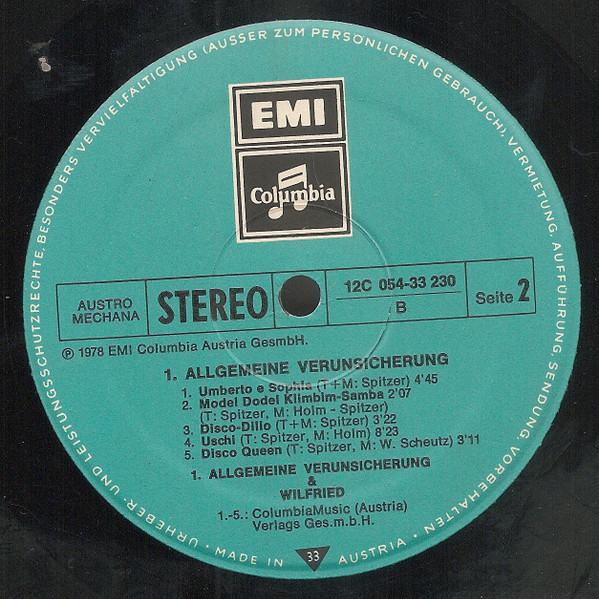 URHEBER- UND LEISTUNGSSCHUTZRECHTE, BESONDERS VERVIELFÄLTIGUNG (AUSSER ZUM PERSÖNLICHEN GEBRAUCH), VERMIETUNG, AUFFÜHRUNG, SENDUNG, VORBEHALTEN
EMI
Columbia
AUSTRO
MECHANA
STEREO
12C 054-33 230
B
Seite 2
℗ 1978 EMI Columbia Austria GesmbH.
1. ALLGEMEINE VERUNSICHERUNG
1. Umberto e Sophia (T+M: Spitzer) 4'45
2. Model Dodel Klimbim-Samba 2'07
(T: Spitzer, M: Holm - Spitzer)
3. Disco-Dillo (T+M: Spitzer) 3'22
4. Uschi (T: Spitzer, M: Holm) 8'23
5. Disco Queen (T: Spitzer, M: W. Scheutz) 3'11
1. ALLGEMEINE VERUNSICHERUNG
&
WILFRIED
1.-5.: ColumbiaMusic (Austria)
Verlags Ges.m.b.H.
· MADE IN AUSTRIA ·
33